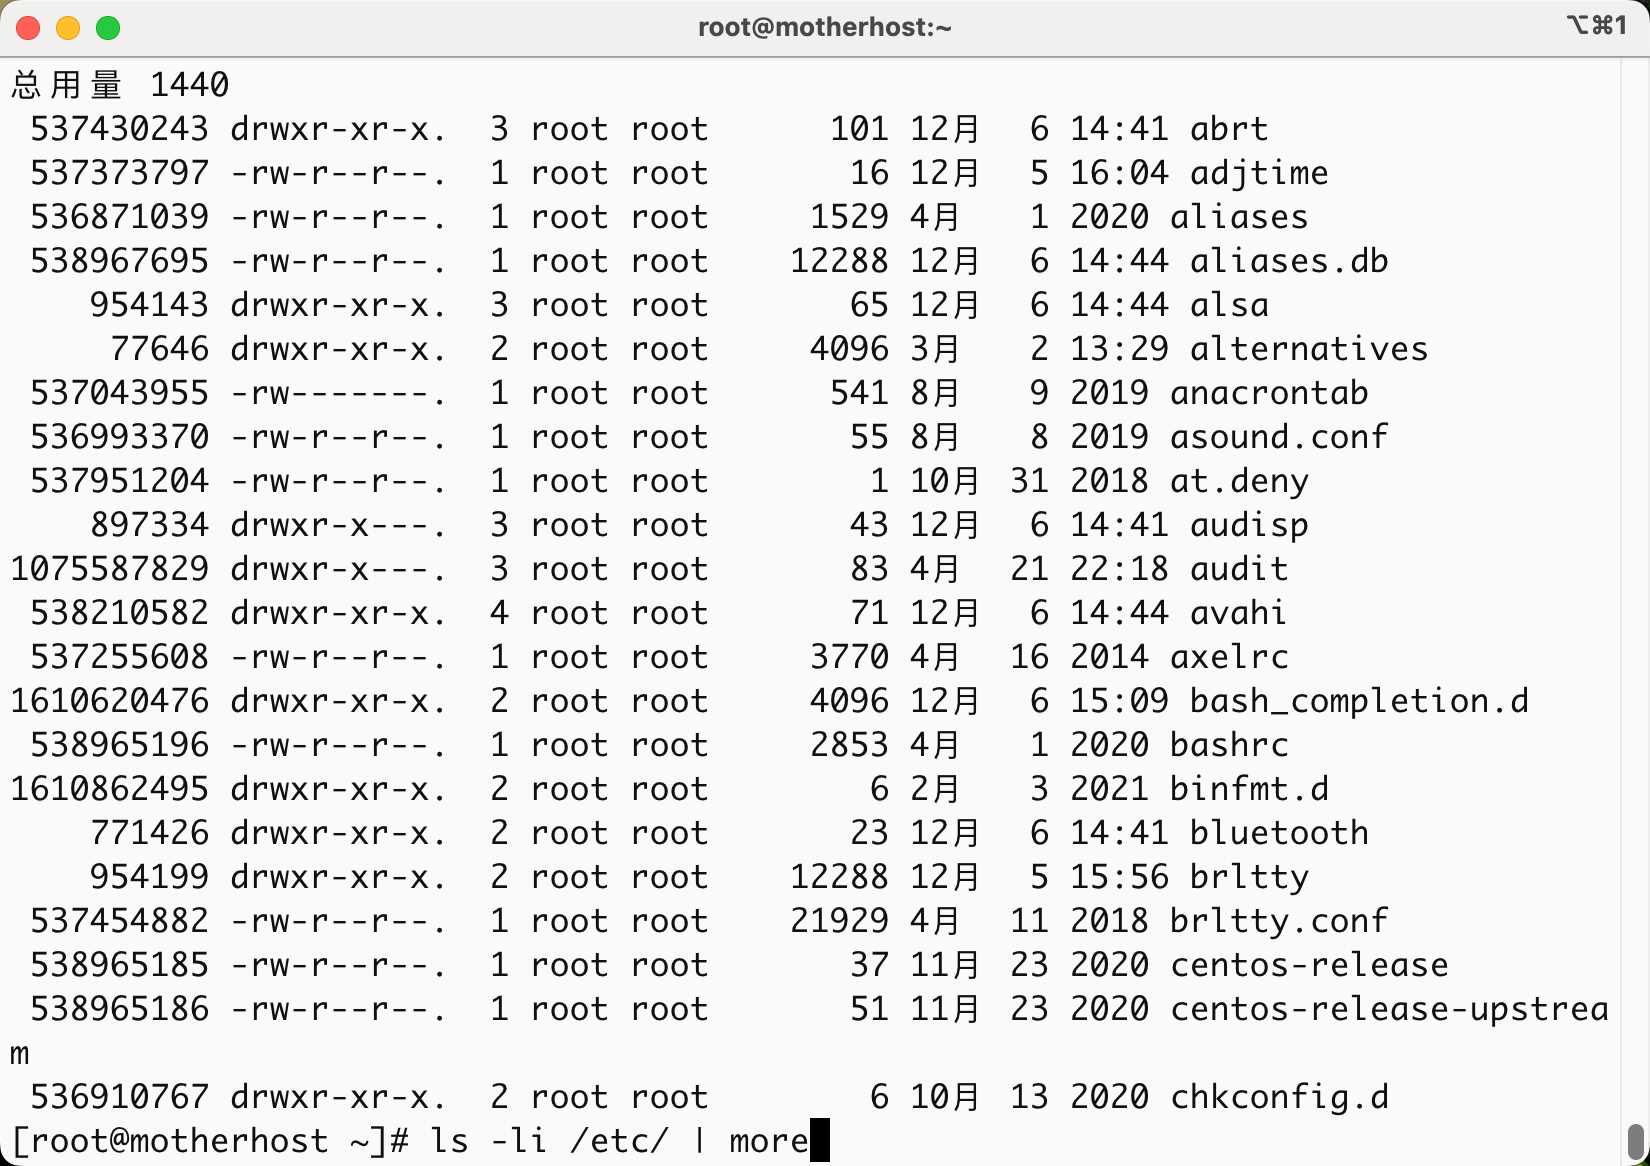 root@motherhost:~
⌥⌘1
总用量 1440
 537430243 drwxr-xr-x.  3 root root      101 12月  6 14:41 abrt
 537373797 -rw-r--r--.  1 root root       16 12月  5 16:04 adjtime
 536871039 -rw-r--r--.  1 root root     1529 4月   1 2020 aliases
 538967695 -rw-r--r--.  1 root root    12288 12月  6 14:44 aliases.db
    954143 drwxr-xr-x.  3 root root       65 12月  6 14:44 alsa
     77646 drwxr-xr-x.  2 root root     4096 3月   2 13:29 alternatives
 537043955 -rw-------.  1 root root      541 8月   9 2019 anacrontab
 536993370 -rw-r--r--.  1 root root       55 8月   8 2019 asound.conf
 537951204 -rw-r--r--.  1 root root        1 10月 31 2018 at.deny
    897334 drwxr-x---.  3 root root       43 12月  6 14:41 audisp
1075587829 drwxr-x---.  3 root root       83 4月  21 22:18 audit
 538210582 drwxr-xr-x.  4 root root       71 12月  6 14:44 avahi
 537255608 -rw-r--r--.  1 root root     3770 4月  16 2014 axelrc
1610620476 drwxr-xr-x.  2 root root     4096 12月  6 15:09 bash_completion.d
 538965196 -rw-r--r--.  1 root root     2853 4月   1 2020 bashrc
1610862495 drwxr-xr-x.  2 root root        6 2月   3 2021 binfmt.d
    771426 drwxr-xr-x.  2 root root       23 12月  6 14:41 bluetooth
    954199 drwxr-xr-x.  2 root root    12288 12月  5 15:56 brltty
 537454882 -rw-r--r--.  1 root root    21929 4月  11 2018 brltty.conf
 538965185 -rw-r--r--.  1 root root       37 11月 23 2020 centos-release
 538965186 -rw-r--r--.  1 root root       51 11月 23 2020 centos-release-upstrea
m
 536910767 drwxr-xr-x.  2 root root        6 10月 13 2020 chkconfig.d
[root@motherhost ~]# ls -li /etc/ | more